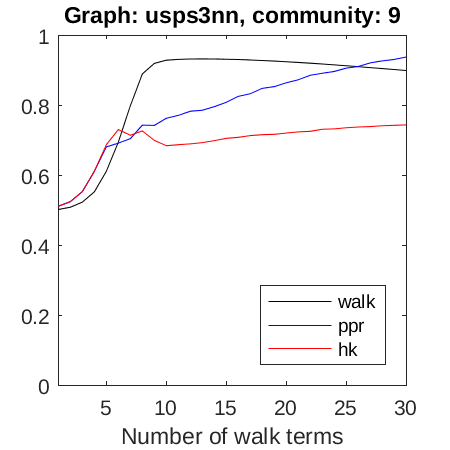 Graph: usps3nn, community: 9
1
0.8
0.6
0.4
0.2
0
walk
ppr
hk
5 10 15 20 25 30
Number of walk terms